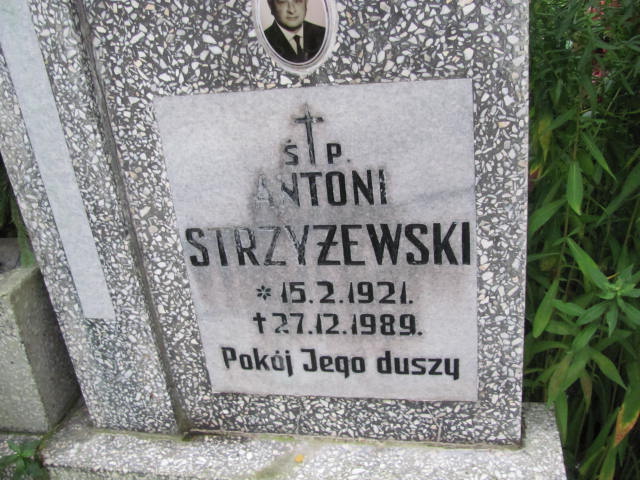 Ś P.
ANTONI
STRZYŻEWSKI
* 15.2.1921.
† 27.12.1989.
Pokój Jego duszy